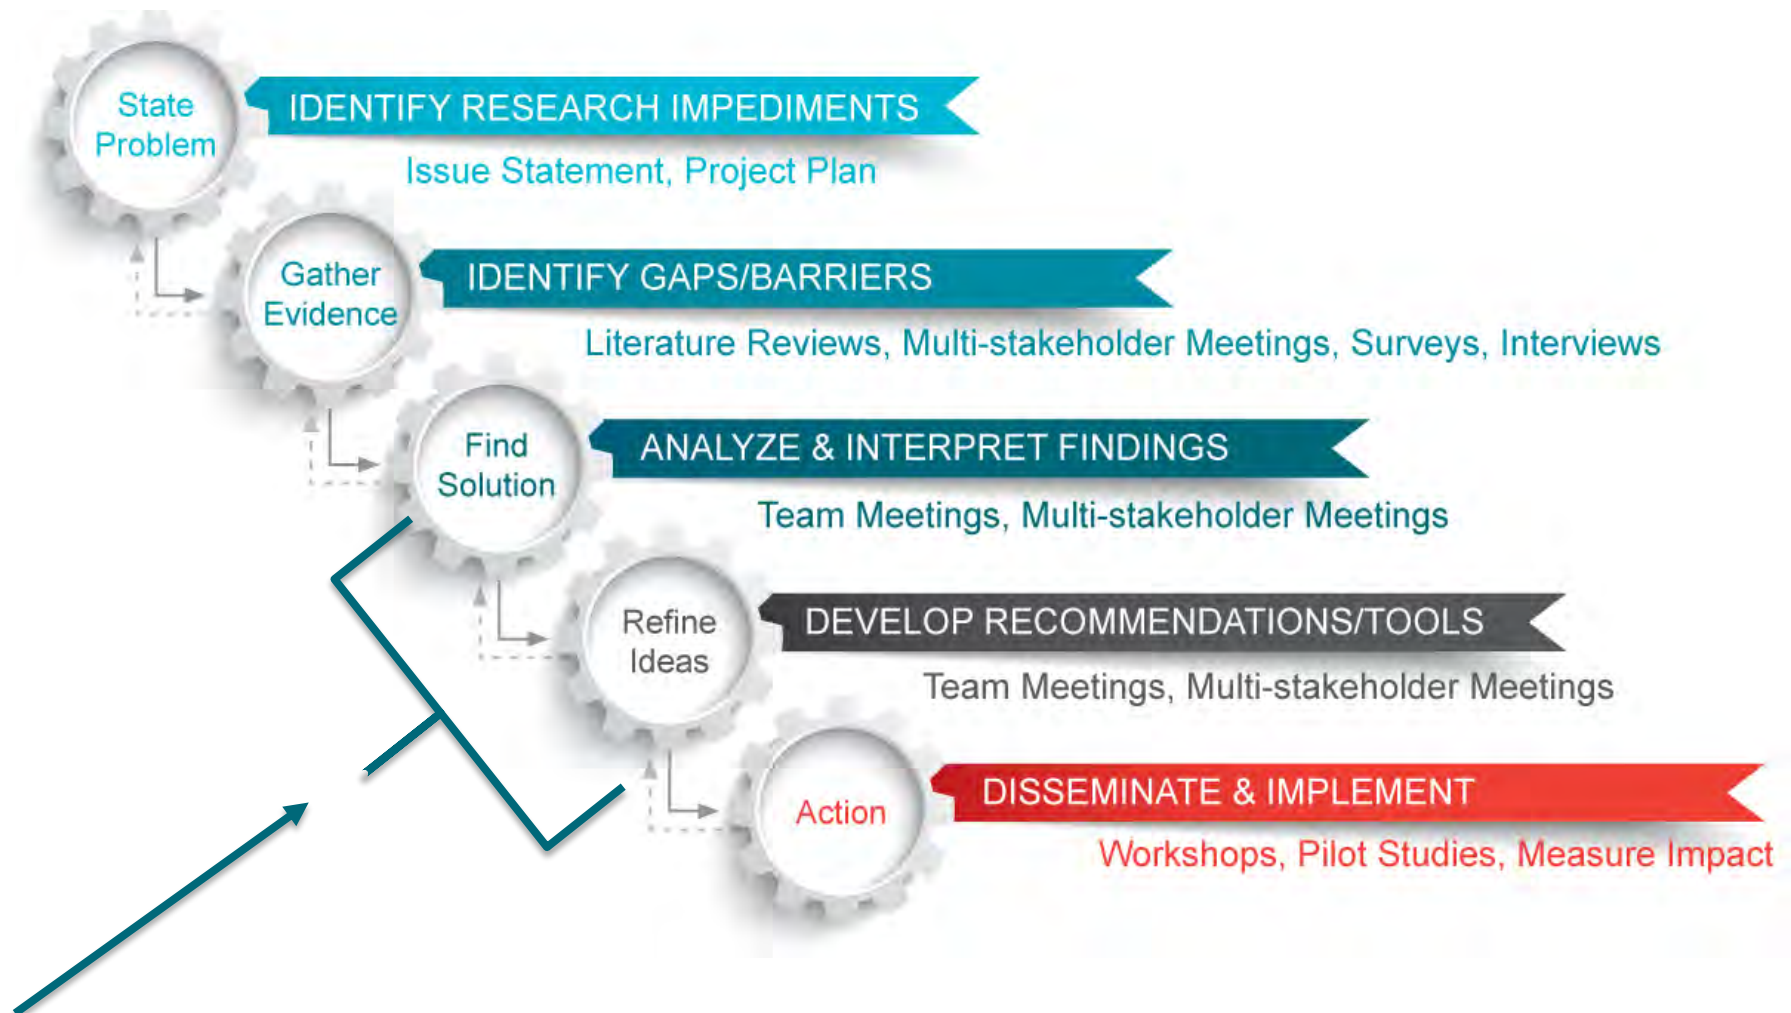 State
Problem
IDENTIFY RESEARCH IMPEDIMENTS
Issue Statement, Project Plan
Gather
Evidence
IDENTIFY GAPS/BARRIERS
Literature Reviews, Multi-stakeholder Meetings, Surveys, Interviews
Find
Solution
ANALYZE & INTERPRET FINDINGS
Team Meetings, Multi-stakeholder Meetings
Refine
Ideas
DEVELOP RECOMMENDATIONS/TOOLS
Team Meetings, Multi-stakeholder Meetings
Action
DISSEMINATE & IMPLEMENT
Workshops, Pilot Studies, Measure Impact